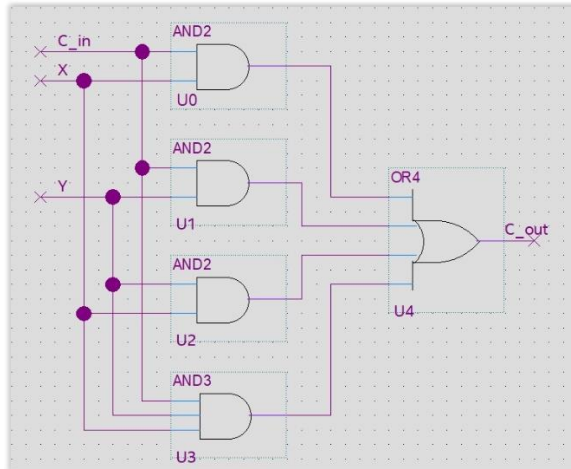 AND2
C_in
X
U0
AND2
Y
U1
OR4
C_out
AND2
U2
U4
AND3
U3